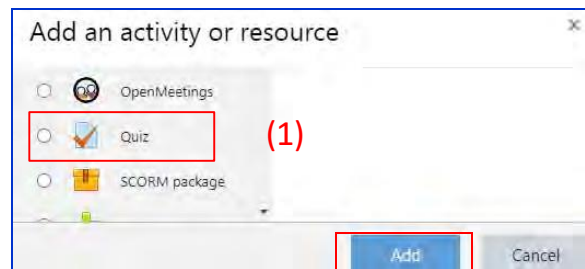 Add an activity or resource
×
OpenMeetings
Quiz
(1)
SCORM package
Add
Cancel